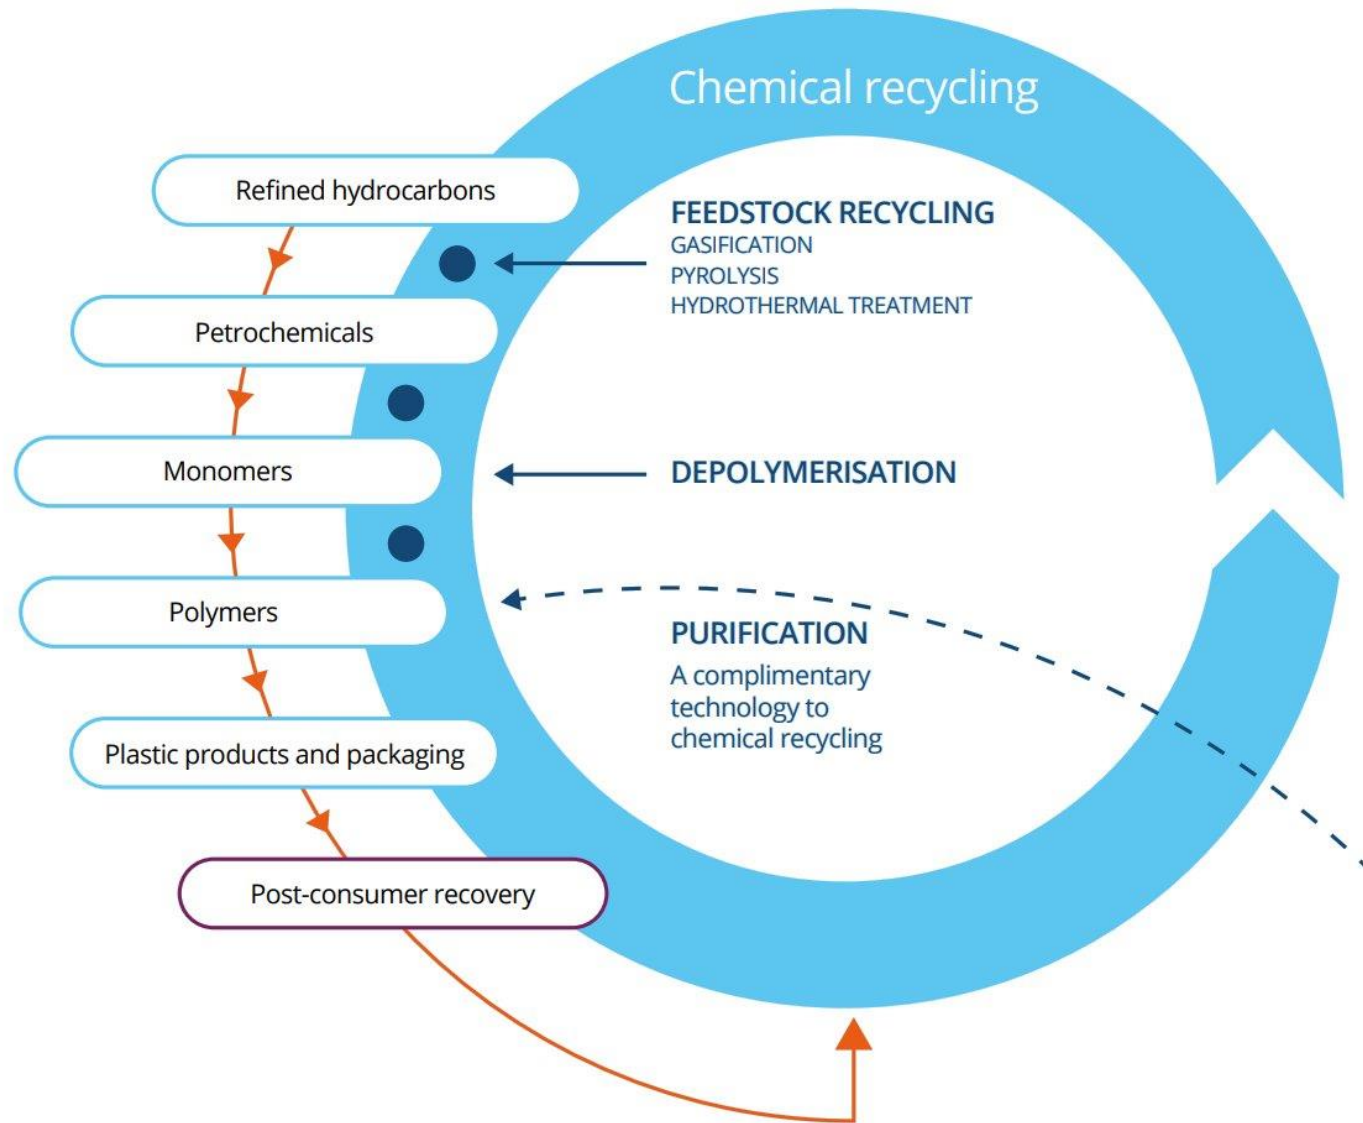 Chemical recycling
Refined hydrocarbons
FEEDSTOCK RECYCLING
GASIFICATION
PYROLYSIS
HYDROTHERMAL TREATMENT
Petrochemicals
Monomers
DEPOLYMERISATION
Polymers
PURIFICATION
A complimentary
technology to
chemical recycling
Plastic products and packaging
Post-consumer recovery